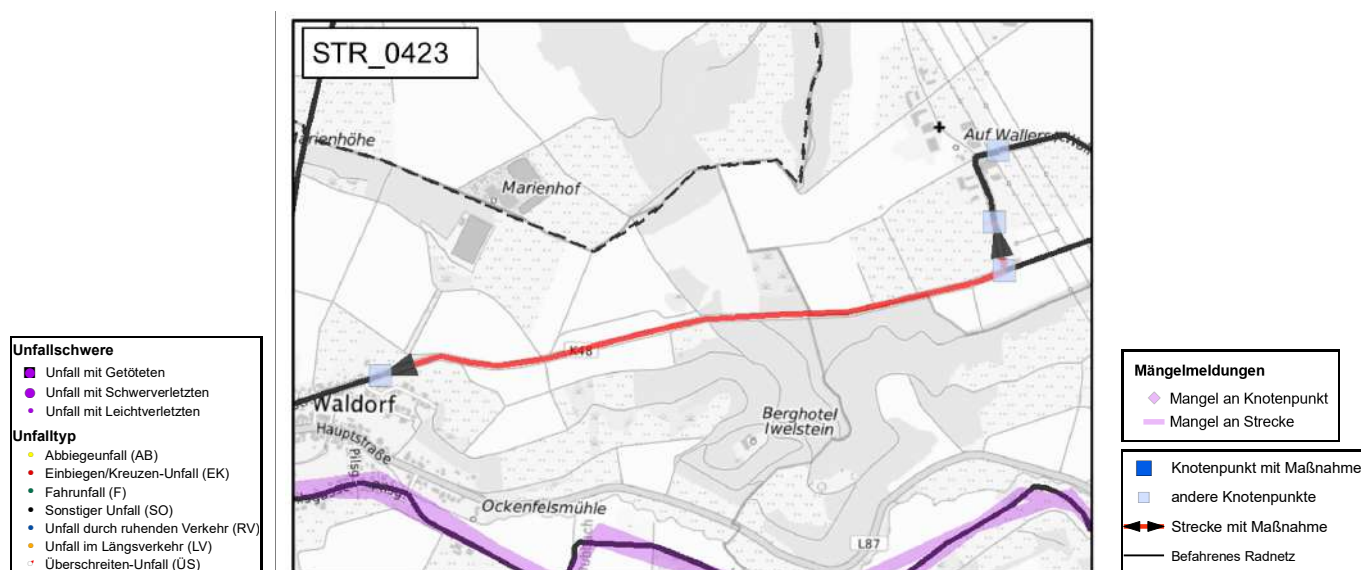 STR_0423
Auf Wallers
Marienhof
K48
Waldorf
Hauptstraße
Berghotel
Iwelstein
Ockenfelsmühle
L87
Unfallschwere
Unfall mit Getöteten
Unfall mit Schwerverletzten
Unfall mit Leichtverletzten
Unfalltyp
Abbiegeunfall (AB)
Einbiegen/Kreuzen-Unfall (EK)
Fahrunfall (F)
Sonstiger Unfall (SO)
Unfall durch ruhenden Verkehr (RV)
Unfall im Längsverkehr (LV)
Überschreiten-Unfall (ÜS)
Mängelmeldungen
Mangel an Knotenpunkt
Mangel an Strecke
Knotenpunkt mit Maßnahme
andere Knotenpunkte
Strecke mit Maßnahme
Befahrenes Radnetz